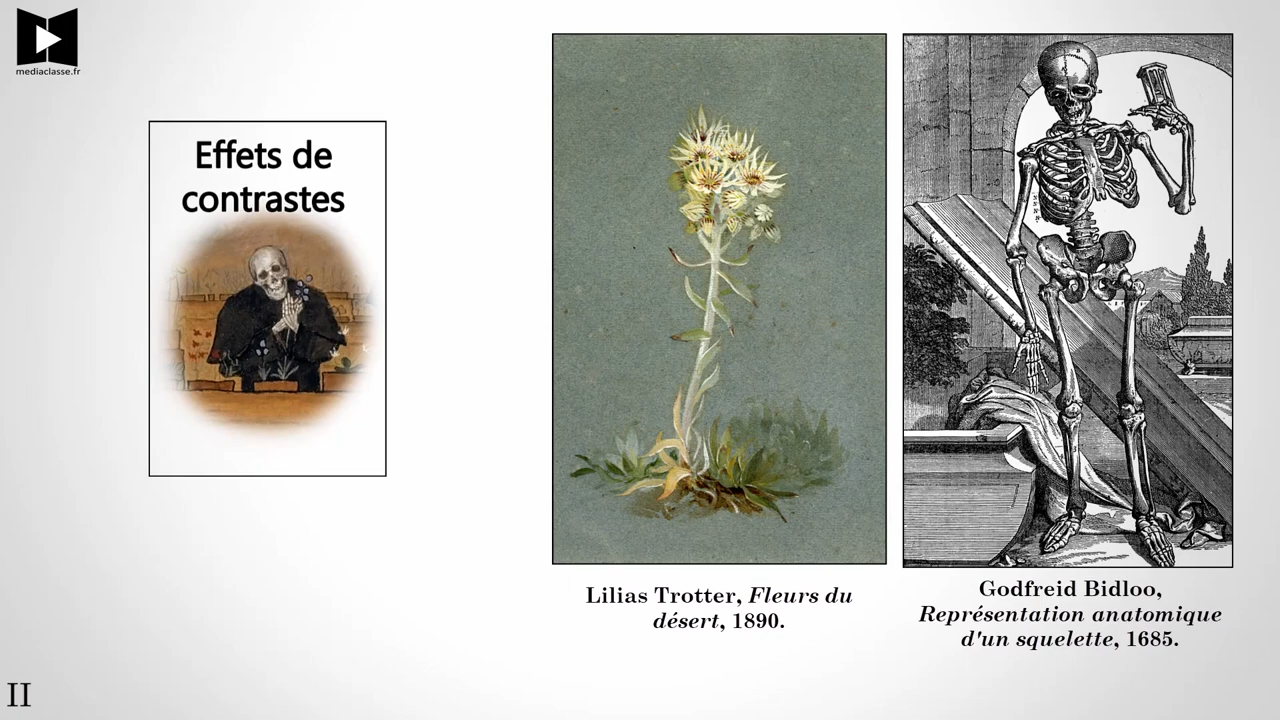 mediaclasse.fr
Effets de
contrastes
Lilias Trotter, Fleurs du
désert, 1890.
Godfreid Bidloo,
Représentation anatomique
d'un squelette, 1685.
II